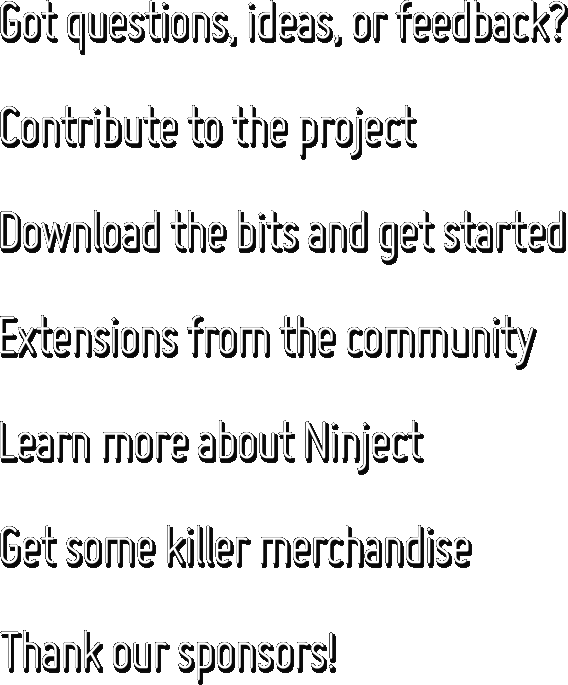 Got questions, ideas, or feedback?
Contribute to the project
Download the bits and get started
Extensions from the community
Learn more about Ninject
Get some killer merchandise
Thank our sponsors!